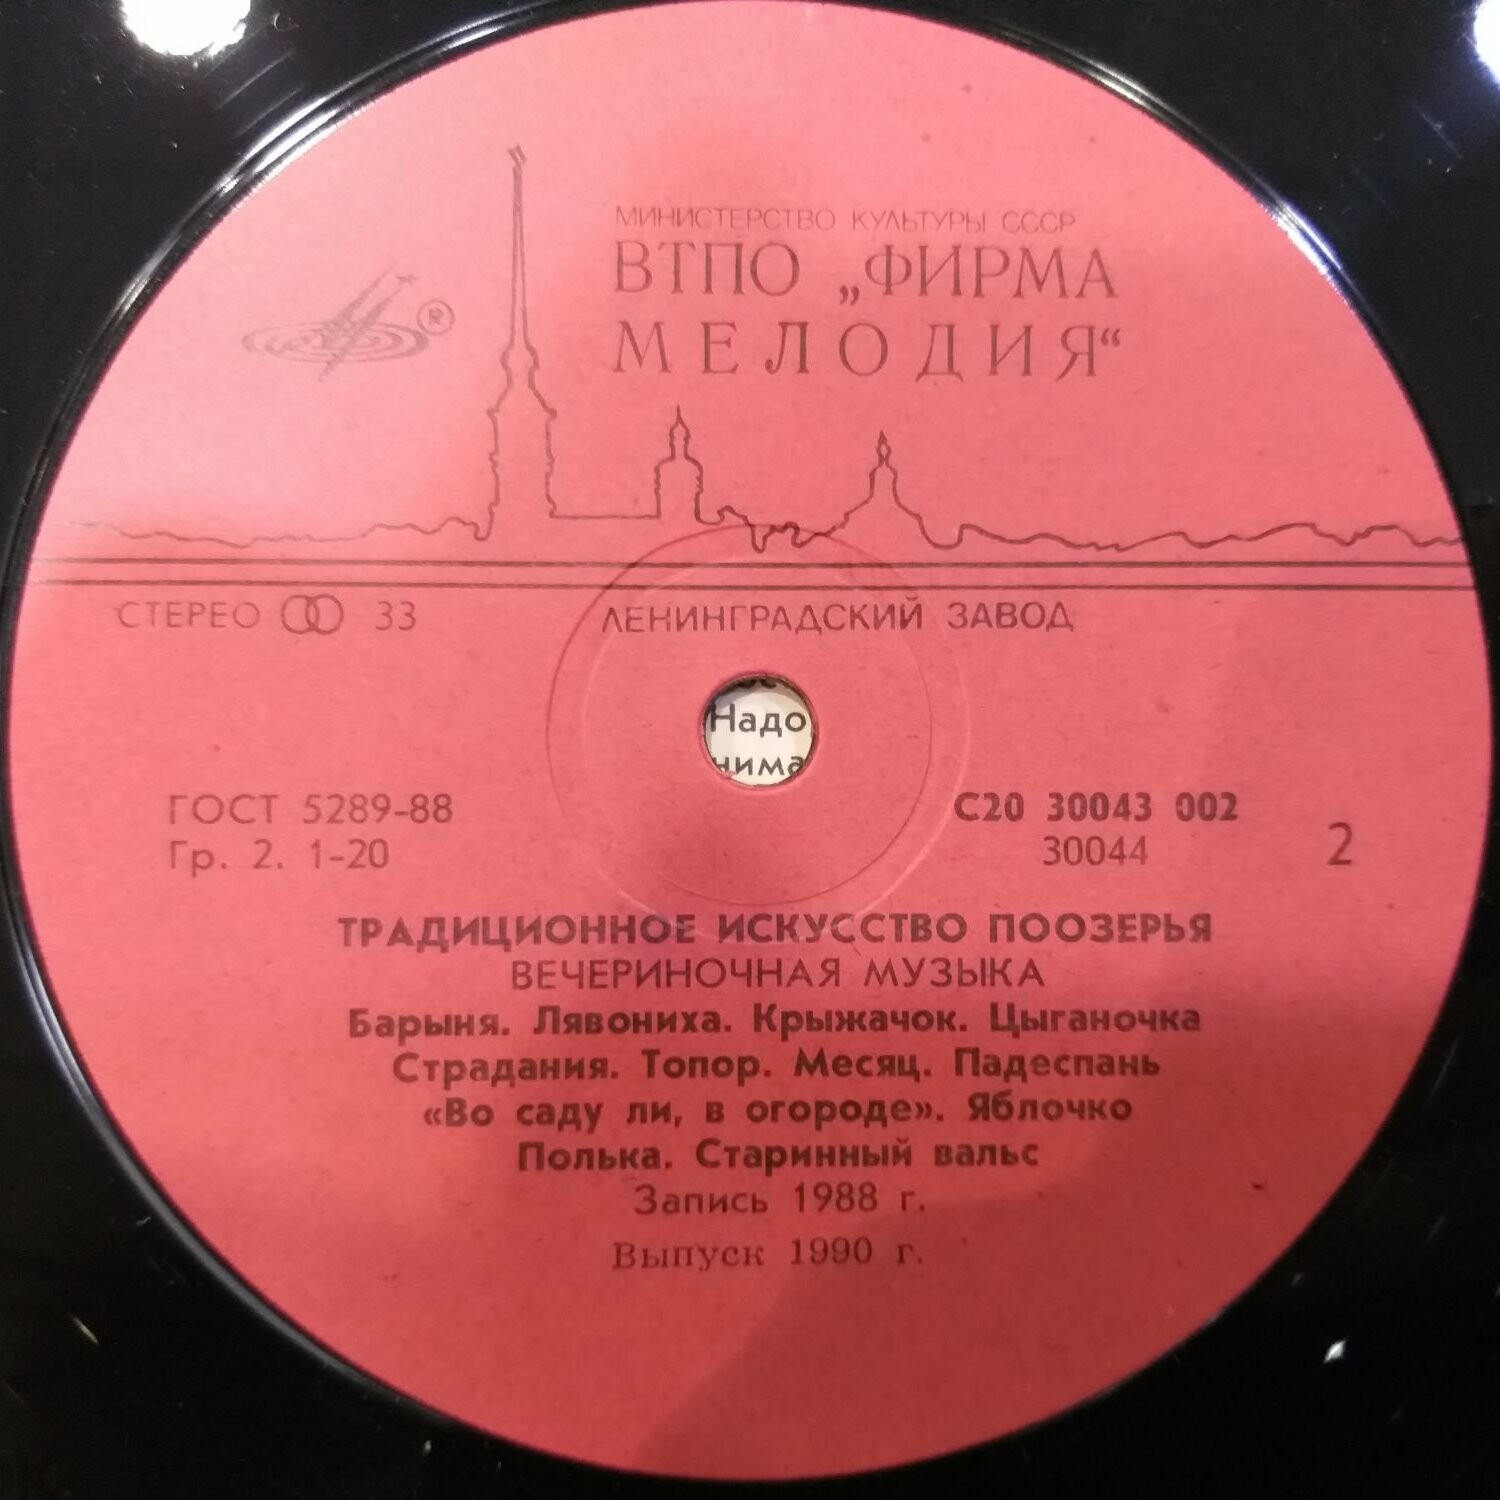 МИНИСТЕРСТВО КУЛЬТУРЫ СССР
ВТПО „ФИРМА
МЕЛОДИЯ“
®
СТЕРЕО 33
ЛЕНИНГРАДСКИЙ ЗАВОД
Надо
ГОСТ 5289-88
Гр. 2. 1-20
С20 30043 002
30044
2
ТРАДИЦИОННОЕ ИСКУССТВО ПООЗЕРЬЯ
ВЕЧЕРИНОЧНАЯ МУЗЫКА
Барыня. Лявониха. Крыжачок. Цыганочка
Страдания. Топор. Месяц. Падеспань
«Во саду ли, в огороде». Яблочко
Полька. Старинный вальс
Запись 1988 г.
Выпуск 1990 г.